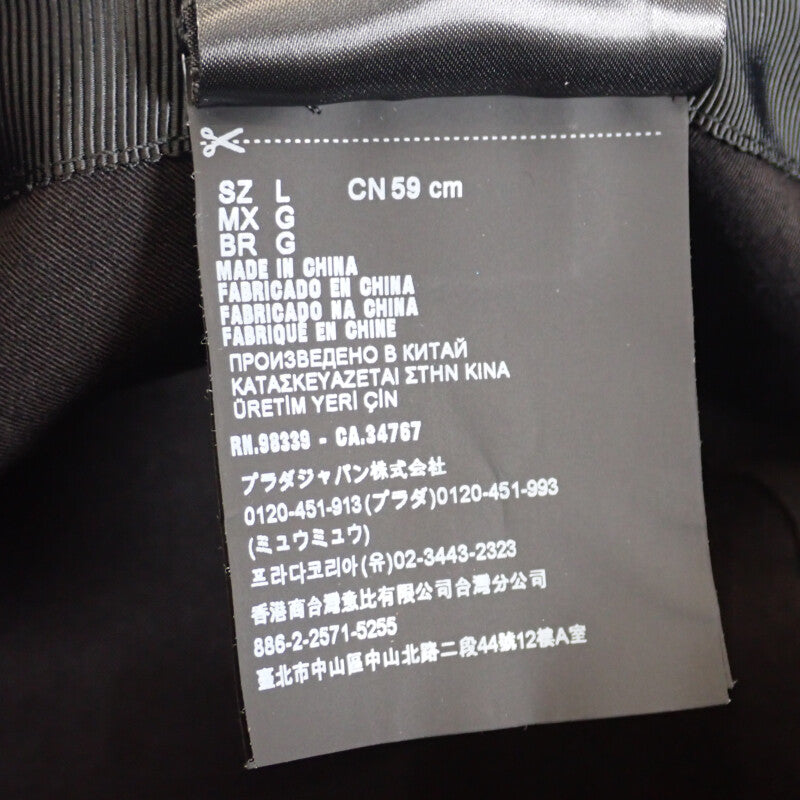 SZ L CN 59 cm
MX G
BR G
MADE IN CHINA
FABRICADO EN CHINA
FABRICADO NA CHINA
FABRIQUE EN CHINE
ПРОИЗВЕДЕНО В КИТАЙ
ΚΑΤΑΣΚΕΥΑΖΕΤΑΙ ΣΤΗΝ ΚΙΝΑ
ÜRETİM YERİ ÇİN
RN.98339 - CA.34767
プラダジャパン株式会社
0120-451-913(プラダ)0120-451-993
(ミュウミュウ)
프라다코리아(유)02-3443-2323
香港商台灣惠比有限公司台灣分公司
886-2-2571-5255
臺北市中山區中山北路二段44號12樓A室